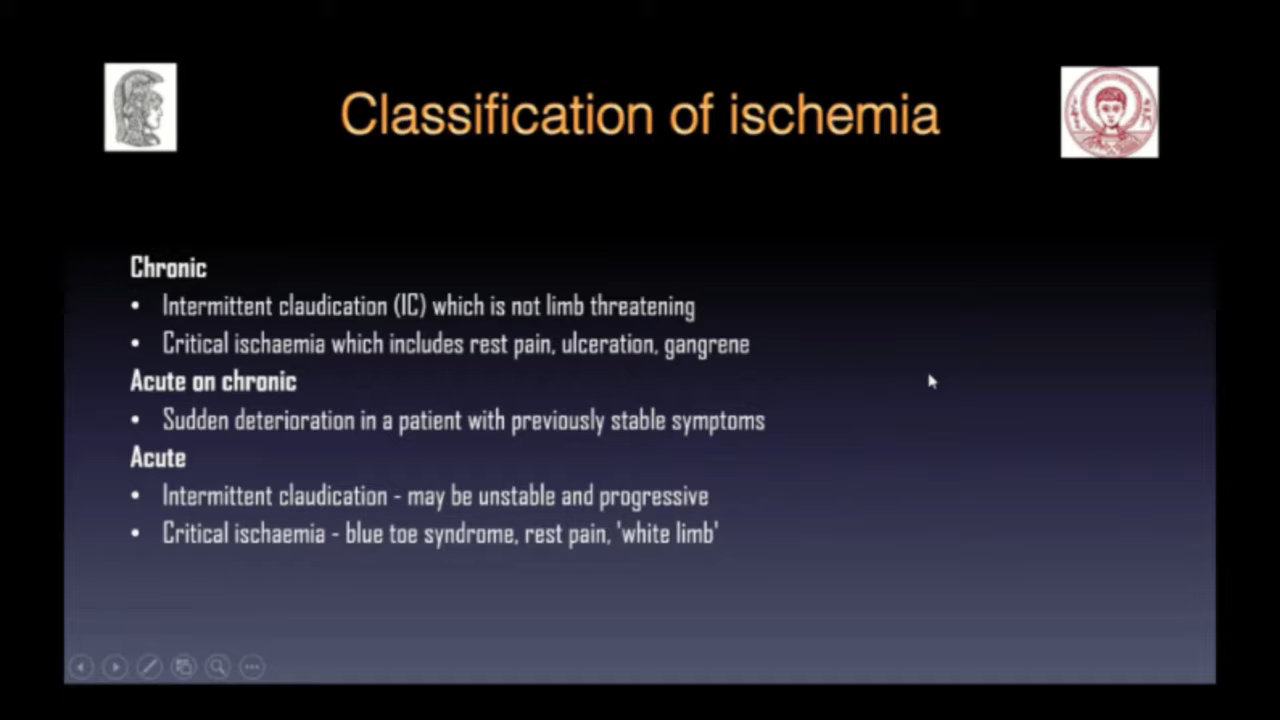 Classification of ischemia
Chronic
• Intermittent claudication (IC) which is not limb threatening
• Critical ischaemia which includes rest pain, ulceration, gangrene
Acute on chronic
• Sudden deterioration in a patient with previously stable symptoms
Acute
• Intermittent claudication - may be unstable and progressive
• Critical ischaemia - blue toe syndrome, rest pain, 'white limb'